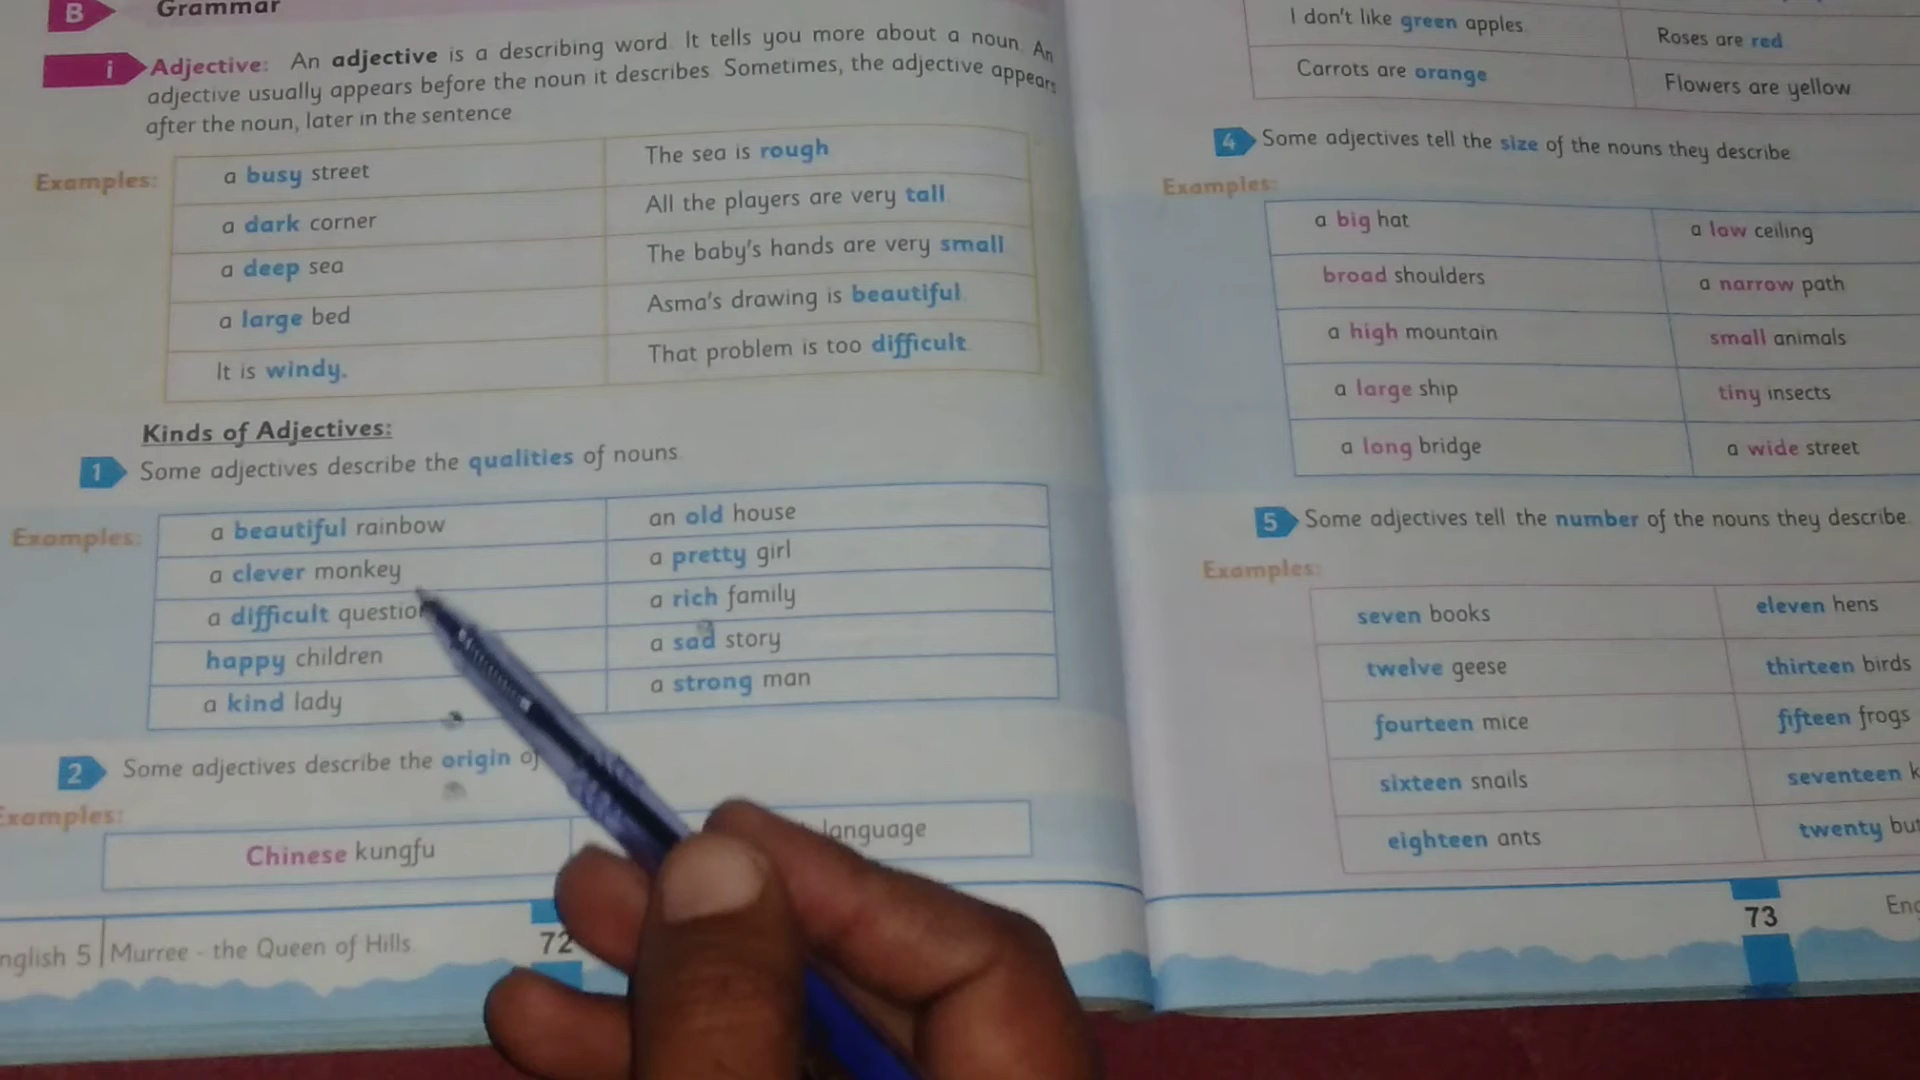 B Grammar
i Adjective: An adjective is a describing word. It tells you more about a noun. An
adjective usually appears before the noun it describes. Sometimes, the adjective appears
after the noun, later in the sentence.
Examples:
a busy street
The sea is rough.
a dark corner
All the players are very tall.
a deep sea
The baby's hands are very small.
a large bed
Asma's drawing is beautiful.
It is windy.
That problem is too difficult.
Kinds of Adjectives:
1 Some adjectives describe the qualities of nouns.
Examples:
a beautiful rainbow
an old house
a clever monkey
a pretty girl
a difficult question
a rich family
happy children
a sad story
a kind lady
a strong man
2 Some adjectives describe the origin of
Examples:
Chinese kungfu
language
English 5 | Murree - the Queen of Hills
72
I don't like green apples.
Roses are red.
Carrots are orange.
Flowers are yellow.
4 Some adjectives tell the size of the nouns they describe.
Examples:
a big hat
a low ceiling
broad shoulders
a narrow path
a high mountain
small animals
a large ship
tiny insects
a long bridge
a wide street
5 Some adjectives tell the number of the nouns they describe.
Examples:
seven books
eleven hens
twelve geese
thirteen birds
fourteen mice
fifteen frogs
sixteen snails
seventeen
eighteen ants
twenty
73